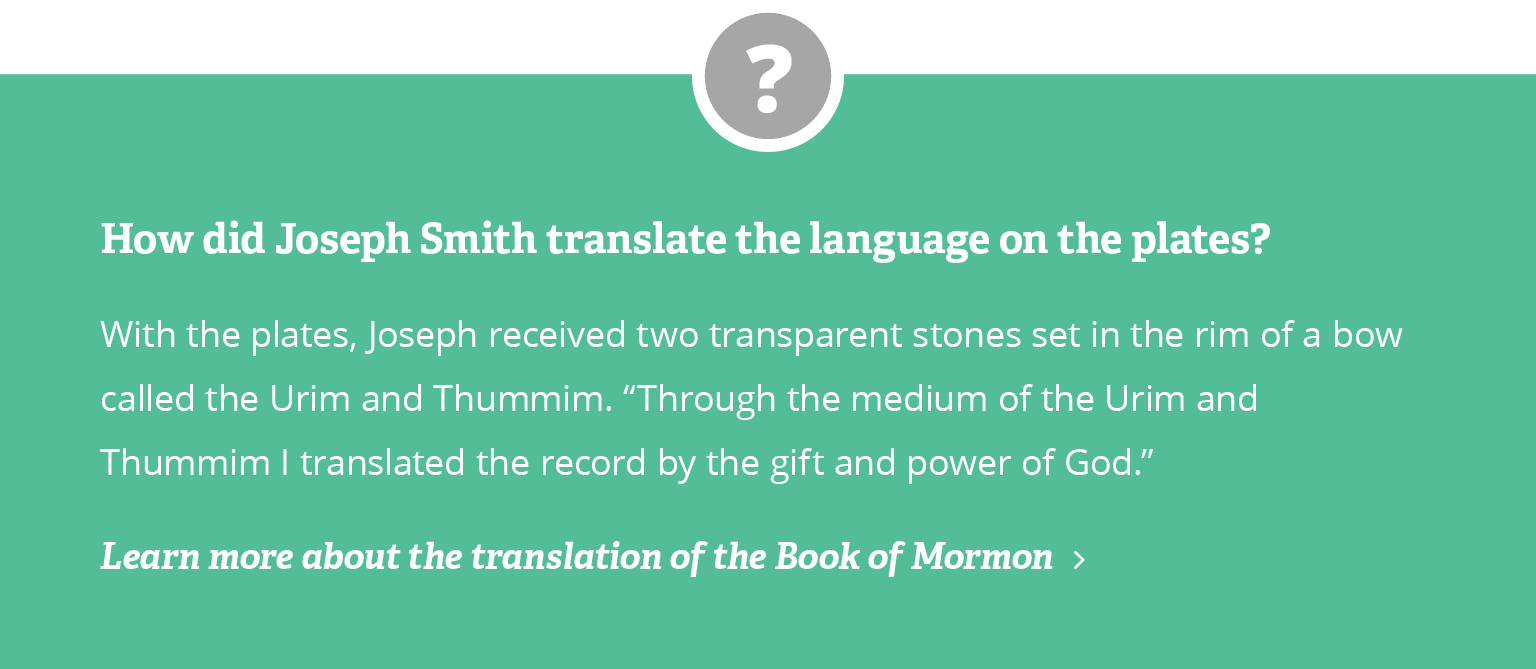 ?
How did Joseph Smith translate the language on the plates?
With the plates, Joseph received two transparent stones set in the rim of a bow
called the Urim and Thummim. “Through the medium of the Urim and
Thummim I translated the record by the gift and power of God.”
Learn more about the translation of the Book of Mormon >